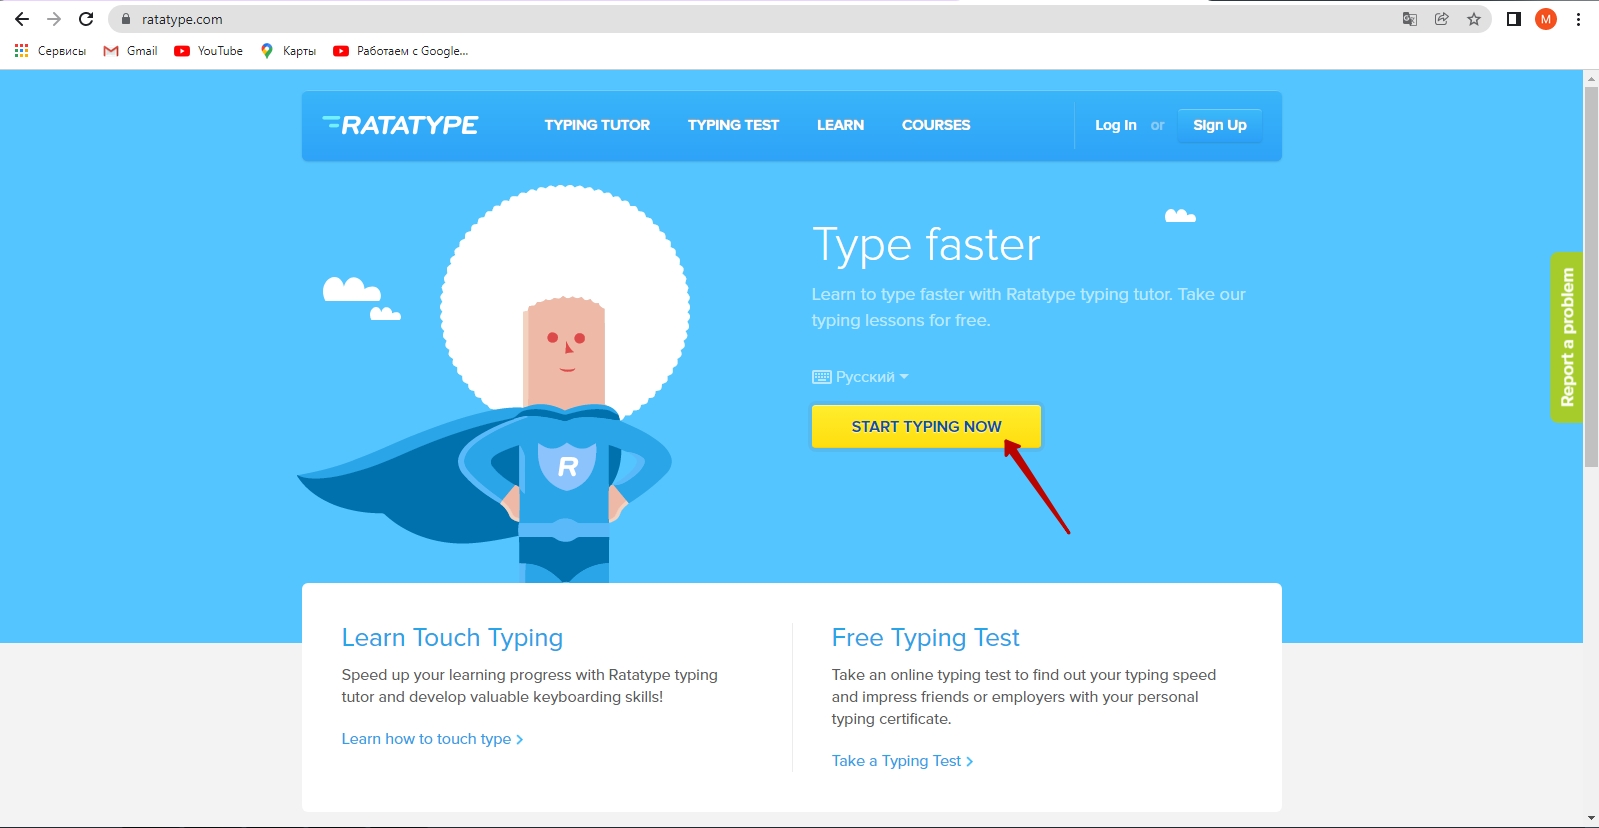 ratatype.com
M
Сервисы Gmail YouTube Карты Работаем с Google...
RATATYPE TYPING TUTOR TYPING TEST LEARN COURSES Log In or Sign Up
Type faster
Learn to type faster with Ratatype typing tutor. Take our
typing lessons for free.
Русский
START TYPING NOW
R
Report a problem
Learn Touch Typing
Speed up your learning progress with Ratatype typing
tutor and develop valuable keyboarding skills!
Learn how to touch type
Free Typing Test
Take an online typing test to find out your typing speed
and impress friends or employers with your personal
typing certificate.
Take a Typing Test